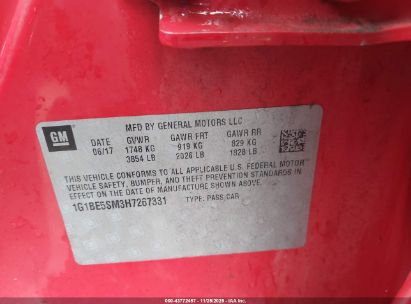 GM
MFD BY GENERAL MOTORS LLC
DATE GVWR GAWR FRT GAWR RR
06/17 1748 KG 919 KG 829 KG
3854 LB 2026 LB 1828 LB
THIS VEHICLE CONFORMS TO ALL APPLICABLE U.S. FEDERAL MOTOR
VEHICLE SAFETY, BUMPER, AND THEFT PREVENTION STANDARDS IN
EFFECT ON THE DATE OF MANUFACTURE SHOWN ABOVE.
1G1BE5SM3H7267331 TYPE: PASS CAR